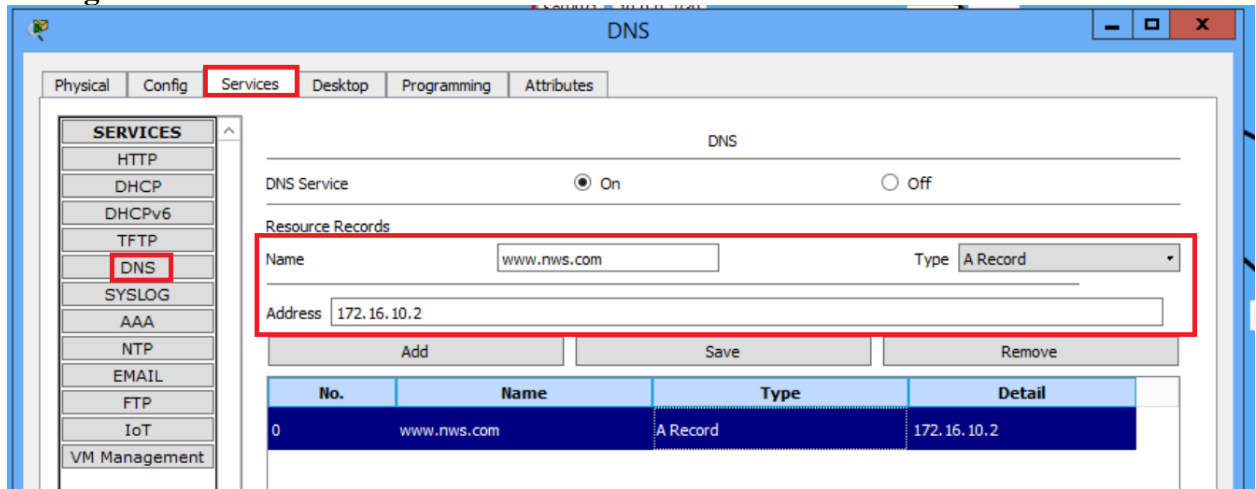 DNS
Physical Config Services Desktop Programming Attributes
SERVICES
HTTP
DHCP
DHCPv6
TFTP
DNS
SYSLOG
AAA
NTP
EMAIL
FTP
IoT
VM Management
DNS
DNS Service On Off
Resource Records
Name www.nws.com Type A Record
Address 172.16.10.2
Add Save Remove
No. Name Type Detail
0 www.nws.com A Record 172.16.10.2